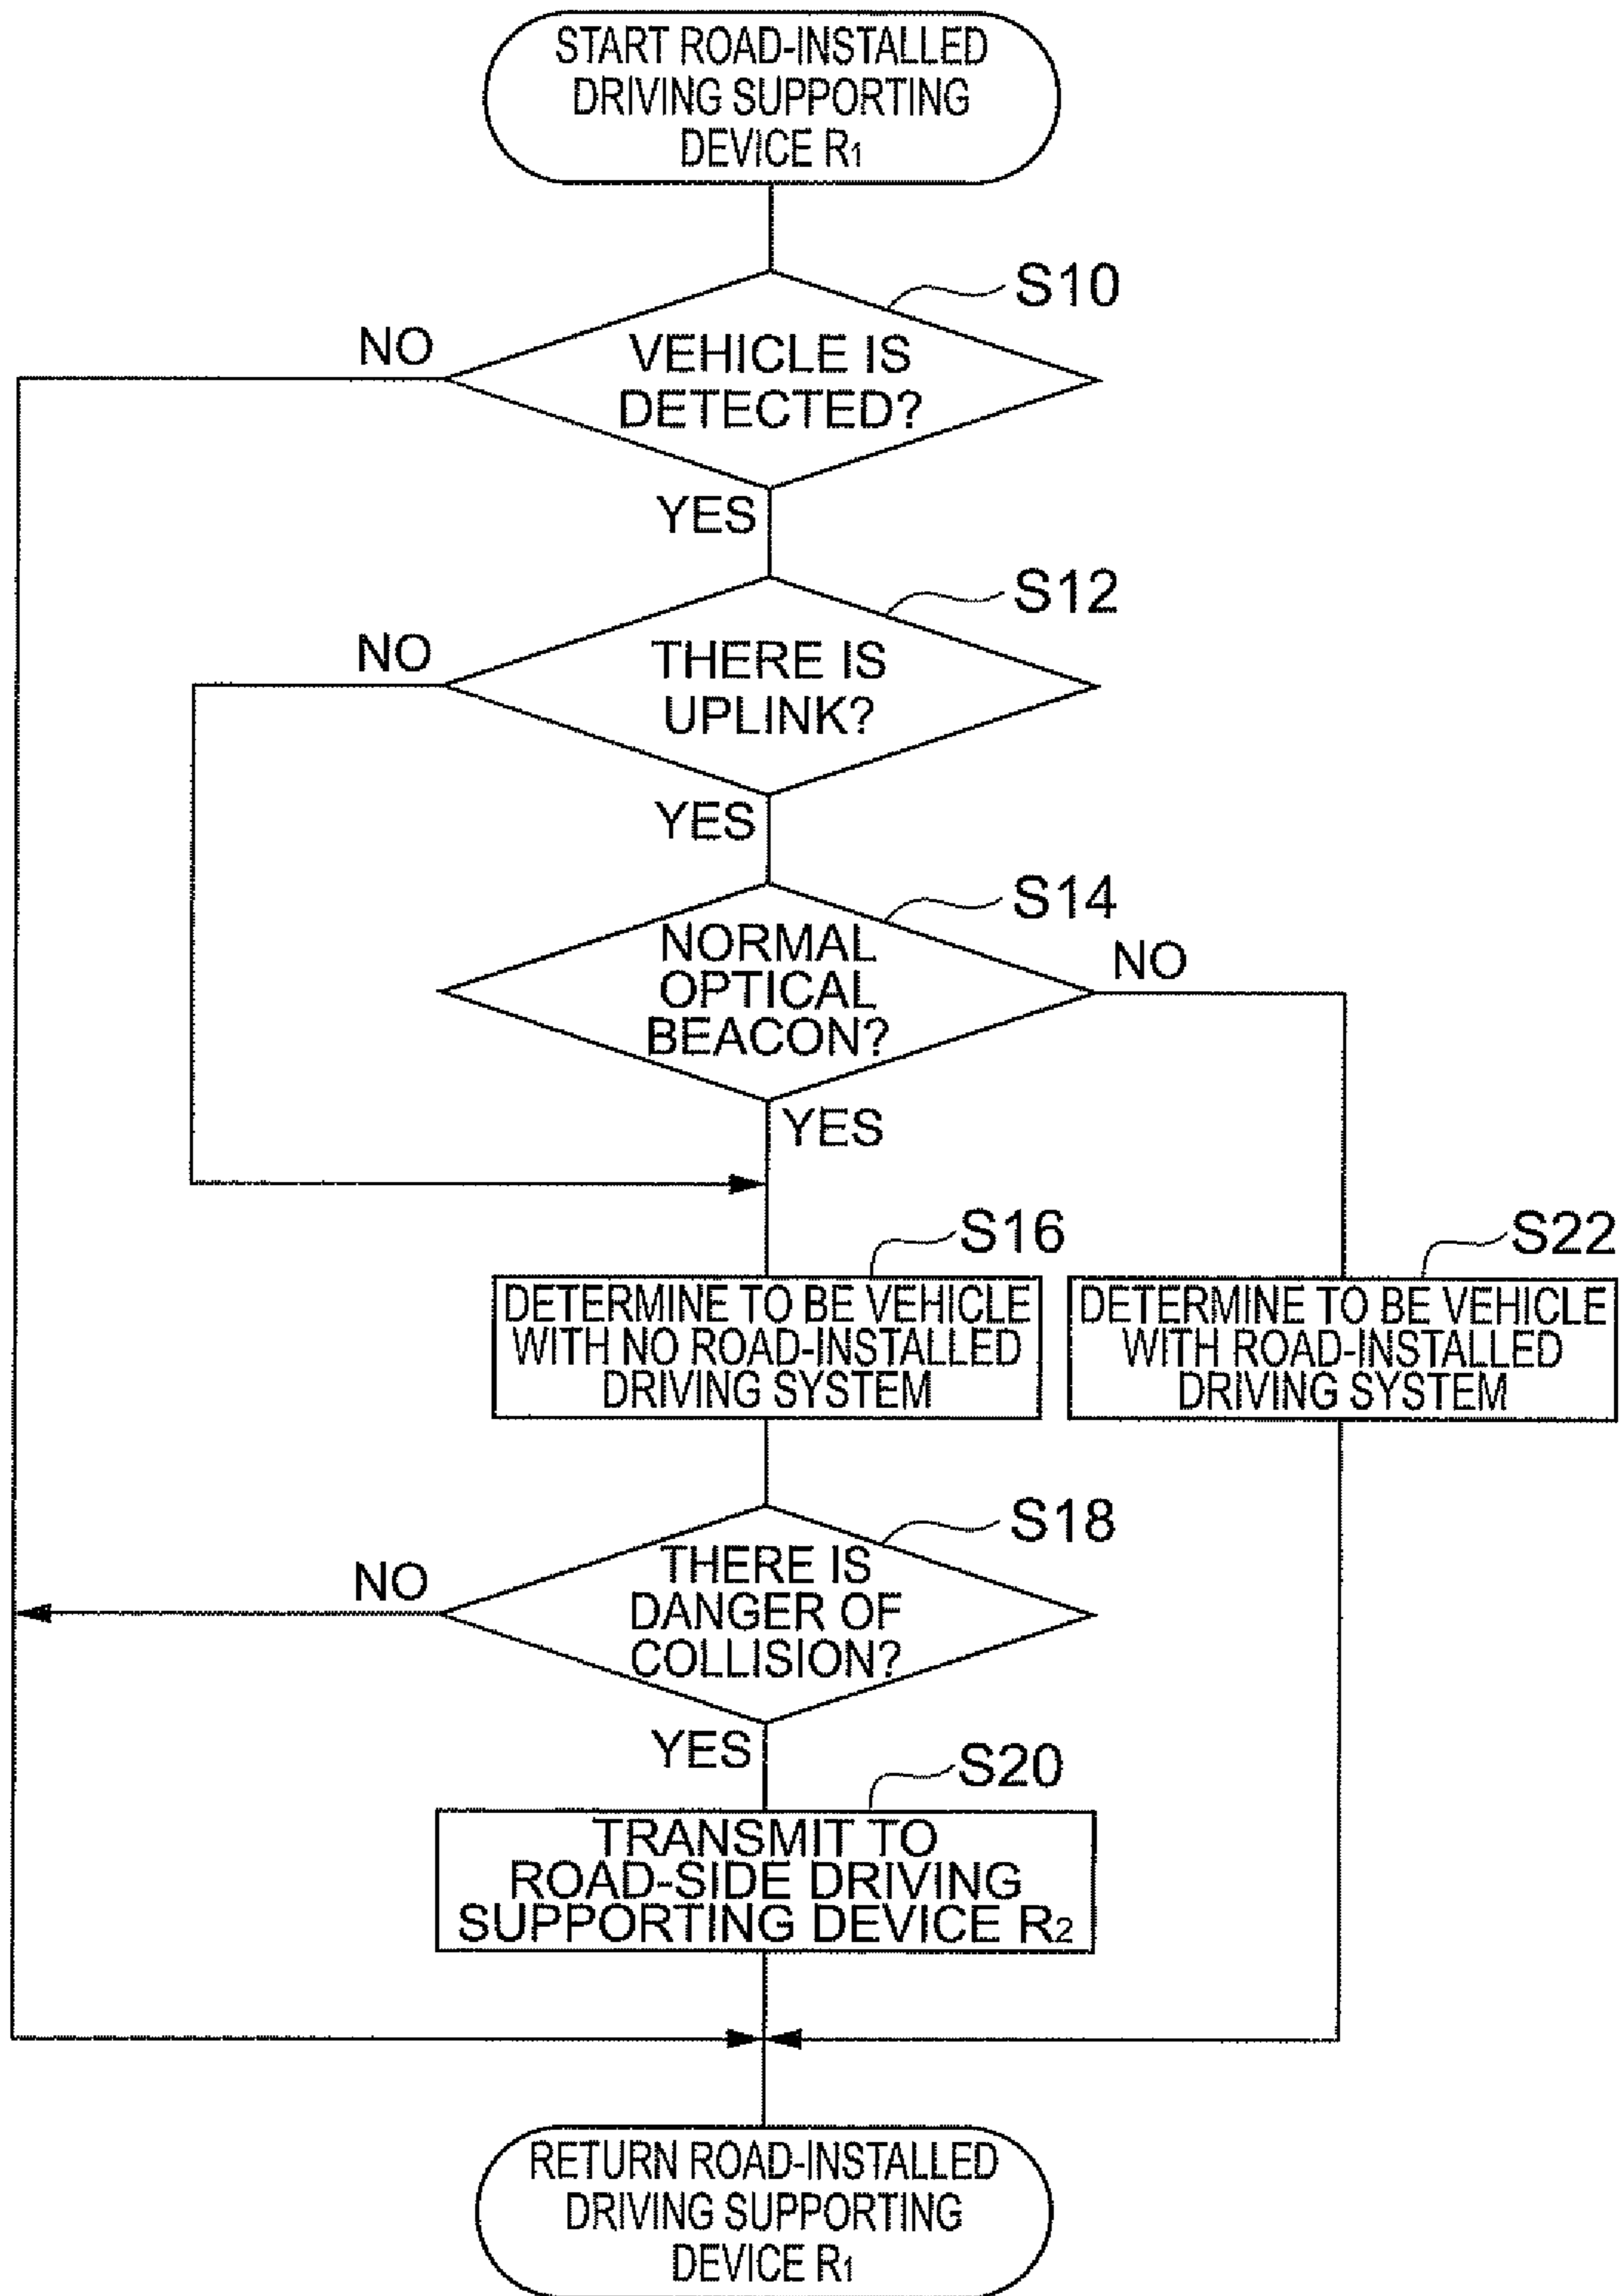 START ROAD-INSTALLED
DRIVING SUPPORTING
DEVICE R1
S10
NO
VEHICLE IS
DETECTED?
YES
S12
NO
THERE IS
UPLINK?
YES
S14
NORMAL
OPTICAL
BEACON?
NO
YES
S16
S22
DETERMINE TO BE VEHICLE
WITH NO ROAD-INSTALLED
DRIVING SYSTEM
DETERMINE TO BE VEHICLE
WITH ROAD-INSTALLED
DRIVING SYSTEM
S18
NO
THERE IS
DANGER OF
COLLISION?
YES
S20
TRANSMIT TO
ROAD-SIDE DRIVING
SUPPORTING DEVICE R2
RETURN ROAD-INSTALLED
DRIVING SUPPORTING
DEVICE R1